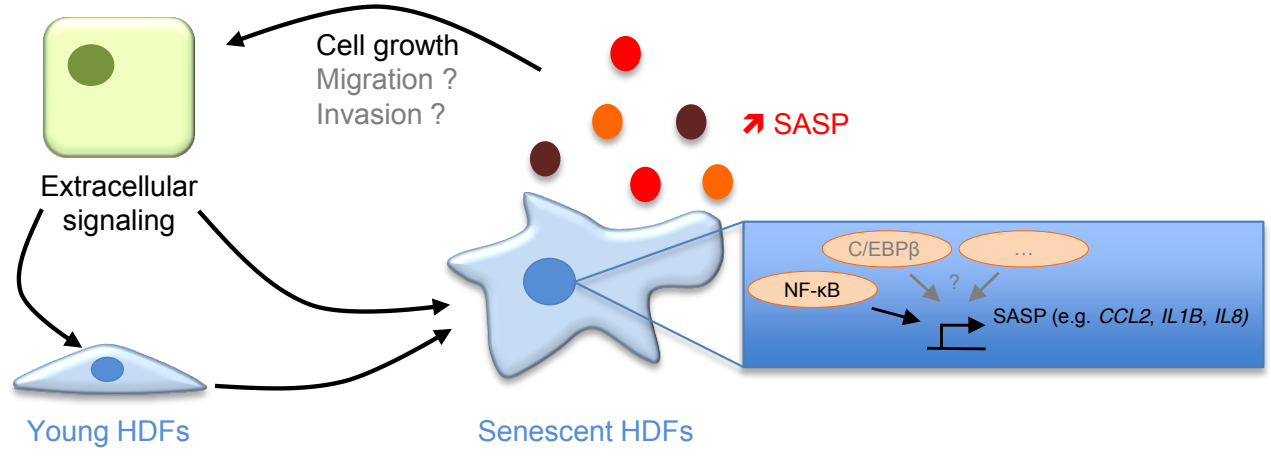 Cell growth
Migration ?
Invasion ?
↗ SASP
Extracellular
signaling
C/EBPβ
...
?
NF-κB
SASP (e.g. CCL2, IL1B, IL8)
Young HDFs
Senescent HDFs